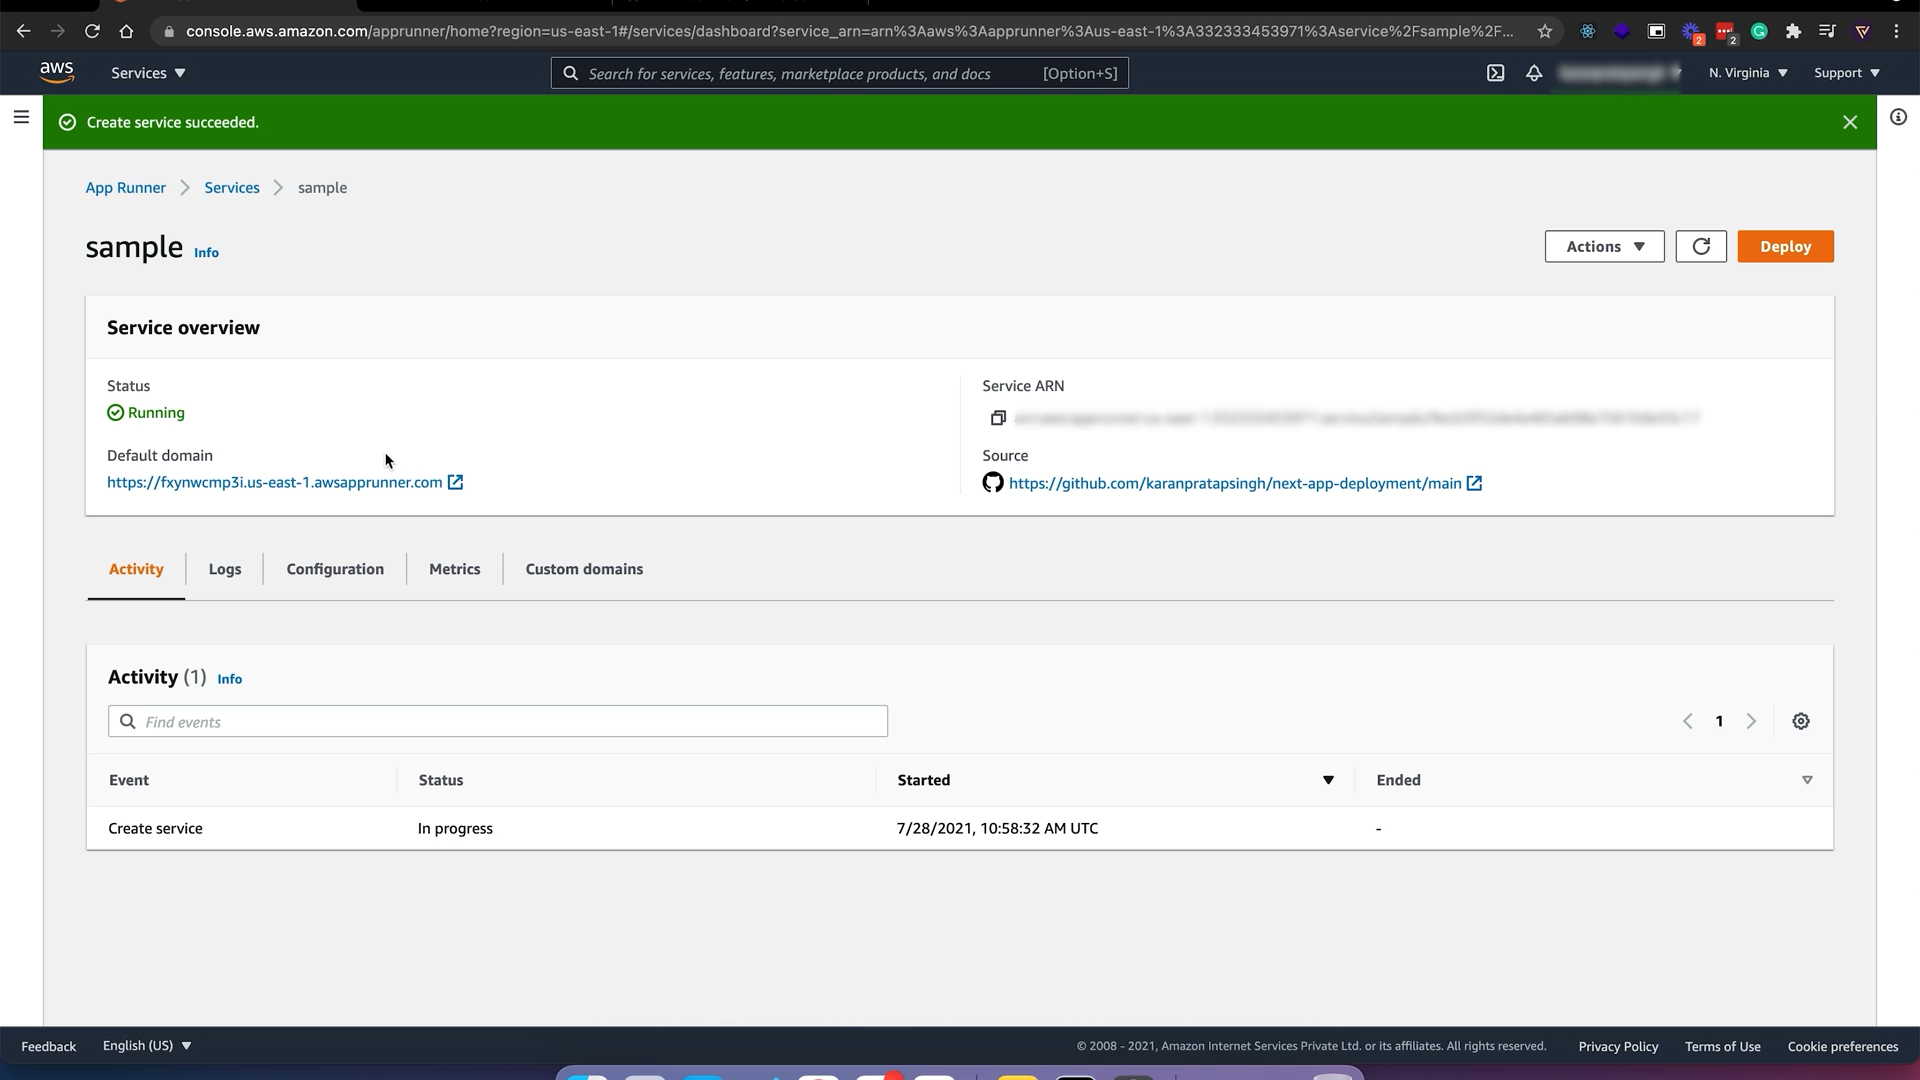 console.aws.amazon.com/apprunner/home?region=us-east-1#/services/dashboard?service_arn=arn%3Aaws%3Aapprunner%3Aus-east-1%3A332333453971%3Aservice%2Fsample%2F...
2
2
aws
Services
Search for services, features, marketplace products, and docs
[Option+S]
N. Virginia
Support
Create service succeeded.
App Runner
Services
sample
sample
Info
Actions
Deploy
Service overview
Status
Running
Service ARN
Default domain
https://fxynwcmp3i.us-east-1.awsapprunner.com
Source
https://github.com/karanpratapsingh/next-app-deployment/main
Activity
Logs
Configuration
Metrics
Custom domains
Activity (1)
Info
Find events
1
Event
Status
Started
Ended
Create service
In progress
7/28/2021, 10:58:32 AM UTC
-
Feedback
English (US)
© 2008 - 2021, Amazon Internet Services Private Ltd. or its affiliates. All rights reserved.
Privacy Policy
Terms of Use
Cookie preferences